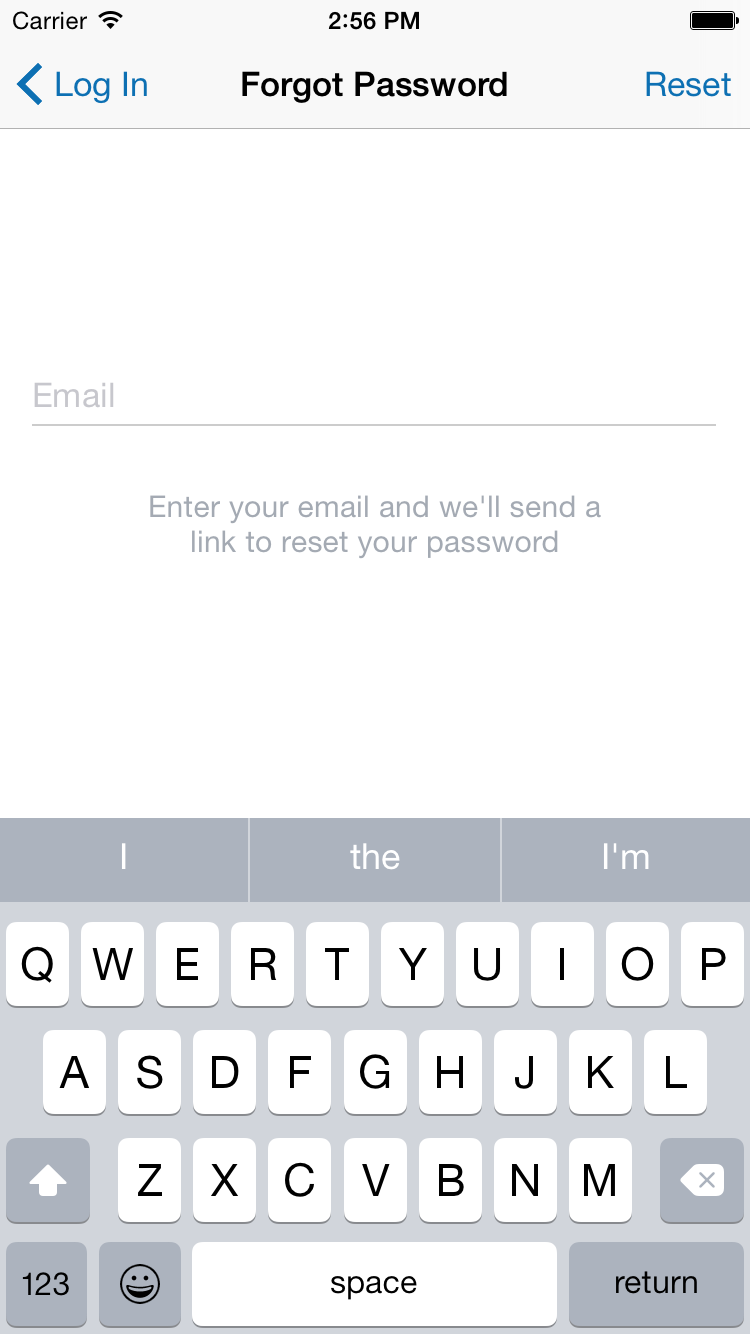 Carrier 2:56 PM
Log In Forgot Password Reset
Email
Enter your email and we'll send a
link to reset your password
I the I'm
Q W E R T Y U I O P
A S D F G H J K L
Z X C V B N M
123 space return